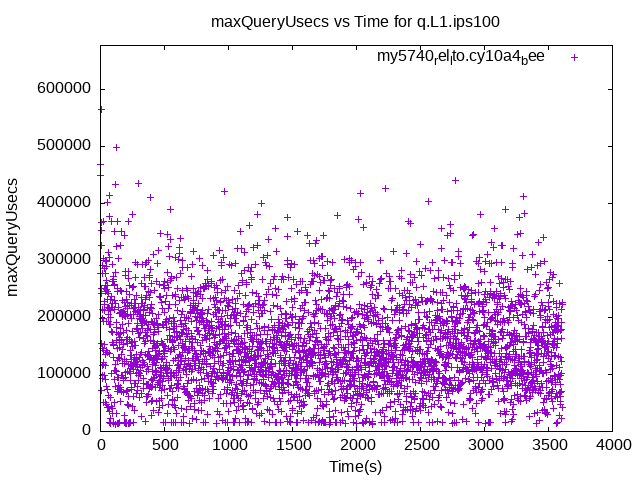 maxQueryUsecs vs Time for q.L1.ips100
my5740rellto.cy10a4bee
600000
500000
400000
300000
200000
100000
0
maxQueryUsecs
0 500 1000 1500 2000 2500 3000 3500 4000
Time(s)